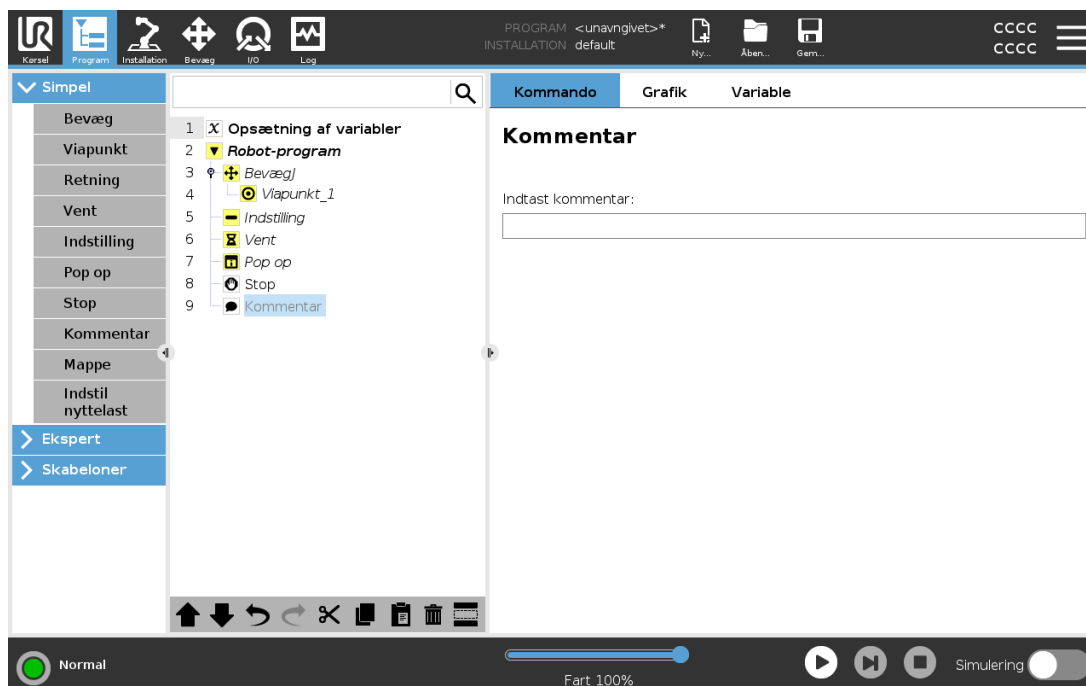 Kørsel
Program
Installation
Bevæg
I/O
Log
PROGRAM <unavngivet>*
INSTALLATION default
Ny...
Åben...
Gem...
CCCC
CCCC
Simpel
Bevæg
Viapunkt
Retning
Vent
Indstilling
Pop op
Stop
Kommentar
Mappe
Indstil
nyttelast
Ekspert
Skabeloner
1 X Opsætning af variabler
2 Robot-program
3 BevægJ
4 Viapunkt_1
5 Indstilling
6 Vent
7 Pop op
8 Stop
9 Kommentar
Kommando Grafik Variable
Kommentar
Indtast kommentar:
Normal
Fart 100%
Simulering